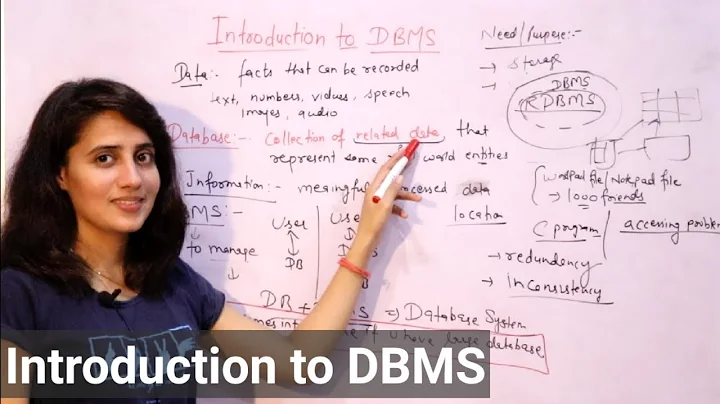 Introduction to DBMS
Data:- facts that can be recorded
text, numbers, videos, speech
images, audio
Database:- Collection of related data that
represent some world entities
Information:- meaningful processed data
User
to manage
DB
DB + = Database System
have large database
Need/Purpose:-
→ storage
→
DBMS
RDBMS
Wordpad file/Notepad file
→ 1000 friends
location
C program
accessing problem
→ redundency
→ inconsistency
Introduction to DBMS